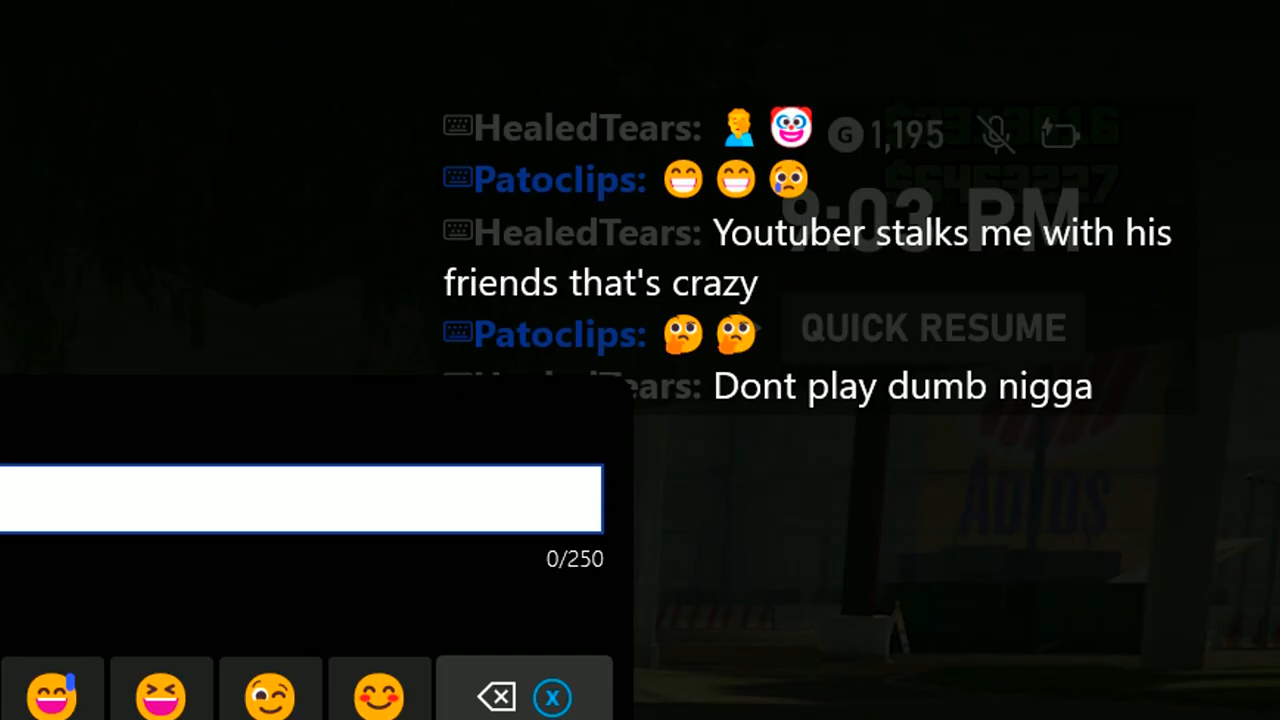 HealedTears: 🤦 🤡
G 1,195
Patoclips: 😁 😁 😢
9:03 PM
HealedTears: Youtuber stalks me with his
friends that's crazy
Patoclips: 🤔 🤔
QUICK RESUME
HealedTears: Dont play dumb nigga
0/250
X